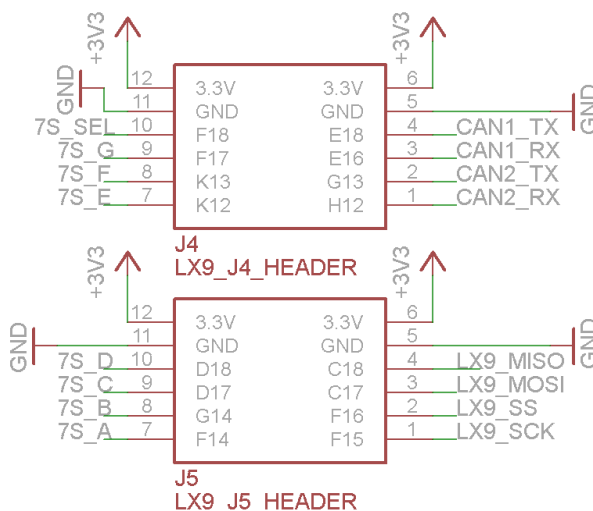 +3V3 +3V3
12 3.3V 3.3V 6
GND 11 GND GND 5 GND
7S_SEL 10 F18 E18 4 CAN1_TX
7S_G 9 F17 E16 3 CAN1_RX
7S_F 8 K13 G13 2 CAN2_TX
7S_E 7 K12 H12 1 CAN2_RX
J4
LX9_J4_HEADER
+3V3 +3V3
12 3.3V 3.3V 6
GND 11 GND GND 5 GND
7S_D 10 D18 C18 4 LX9_MISO
7S_C 9 D17 C17 3 LX9_MOSI
7S_B 8 G14 F16 2 LX9_SS
7S_A 7 F14 F15 1 LX9_SCK
J5
LX9_J5_HEADER